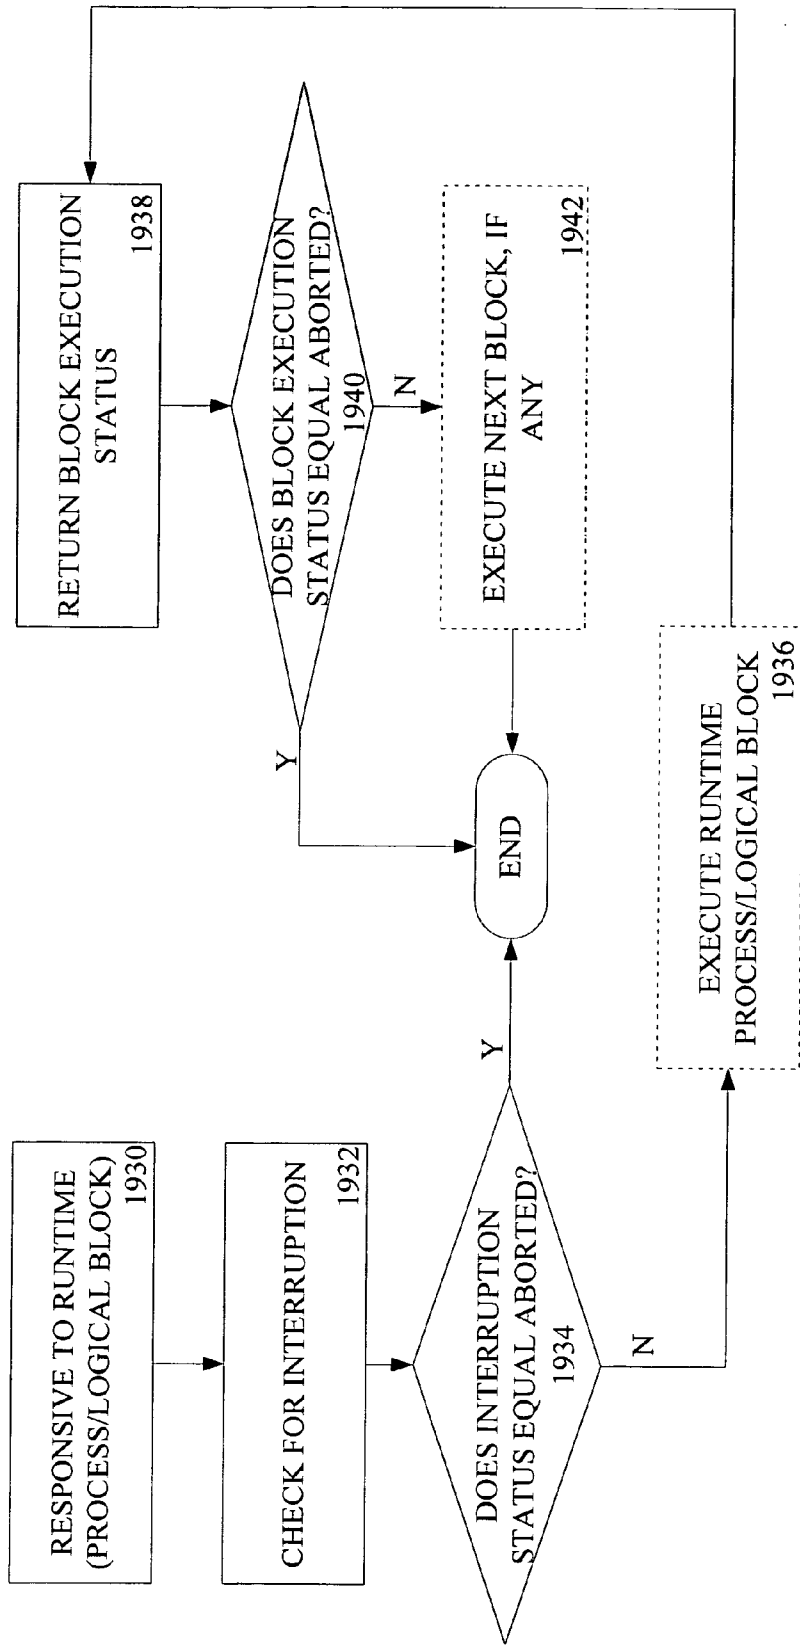 RESPONSIVE TO RUNTIME
(PROCESS/LOGICAL BLOCK)
1930
CHECK FOR INTERRUPTION
1932
DOES INTERRUPTION
STATUS EQUAL ABORTED?
1934
Y
N
EXECUTE RUNTIME
PROCESS/LOGICAL BLOCK
1936
RETURN BLOCK EXECUTION
STATUS
1938
DOES BLOCK EXECUTION
STATUS EQUAL ABORTED?
1940
Y
N
EXECUTE NEXT BLOCK, IF
ANY
1942
END